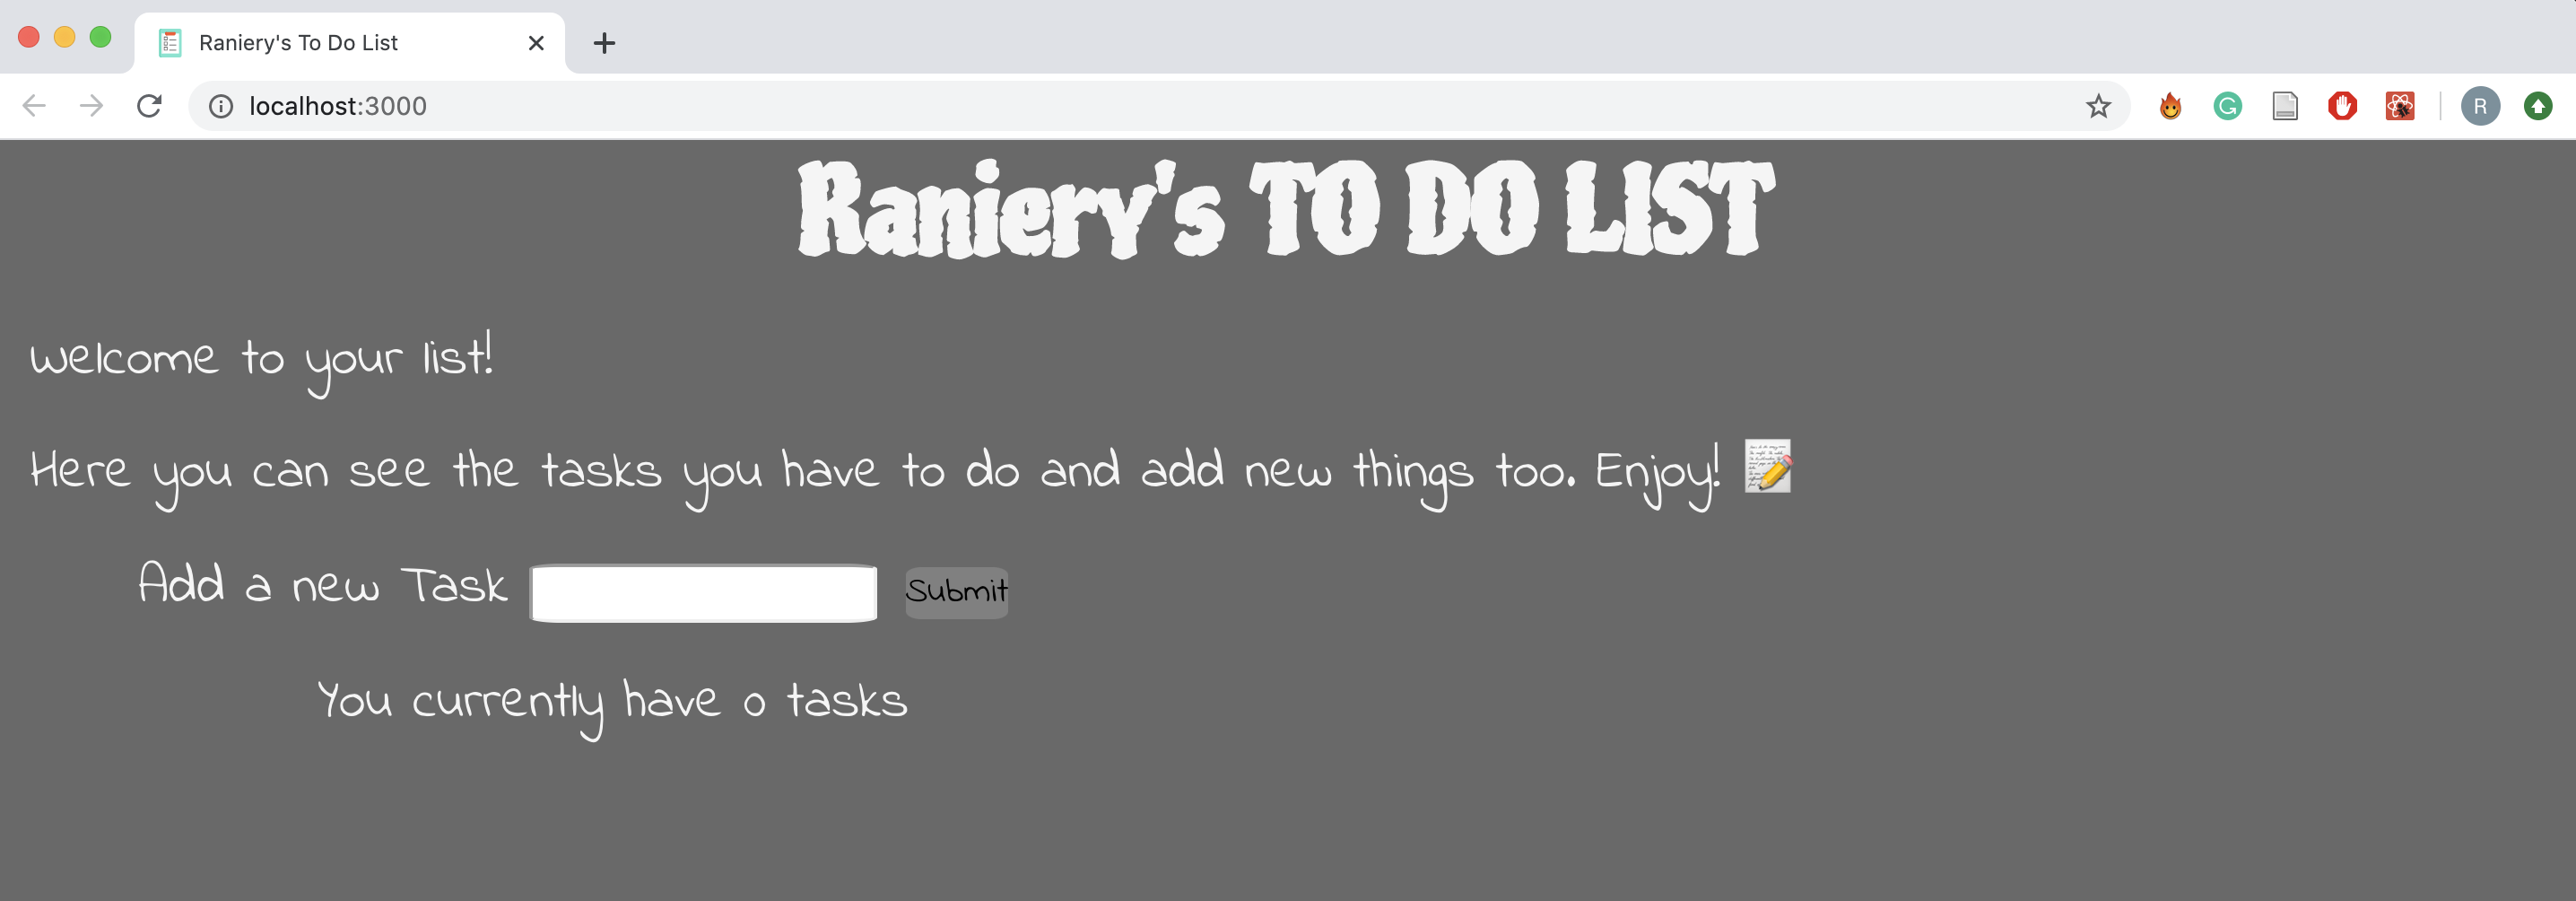 Raniery's To Do List
localhost:3000
R
Raniery's TO DO LIST
Welcome to your list!
Here you can see the tasks you have to do and add new things too. Enjoy!
Add a new Task Submit
You currently have 0 tasks